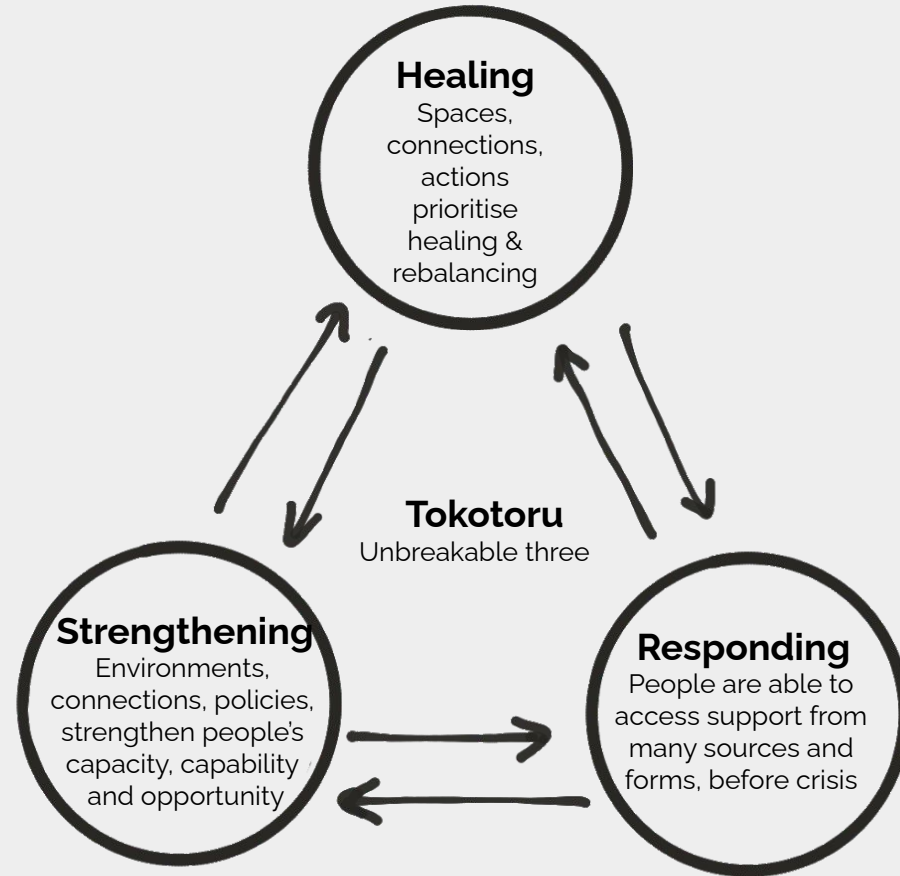 Healing
Spaces,
connections,
actions
prioritise
healing &
rebalancing
Tokotoru
Unbreakable three
Strengthening
Environments,
connections, policies,
strengthen people's
capacity, capability
and opportunity
Responding
People are able to
access support from
many sources and
forms, before crisis